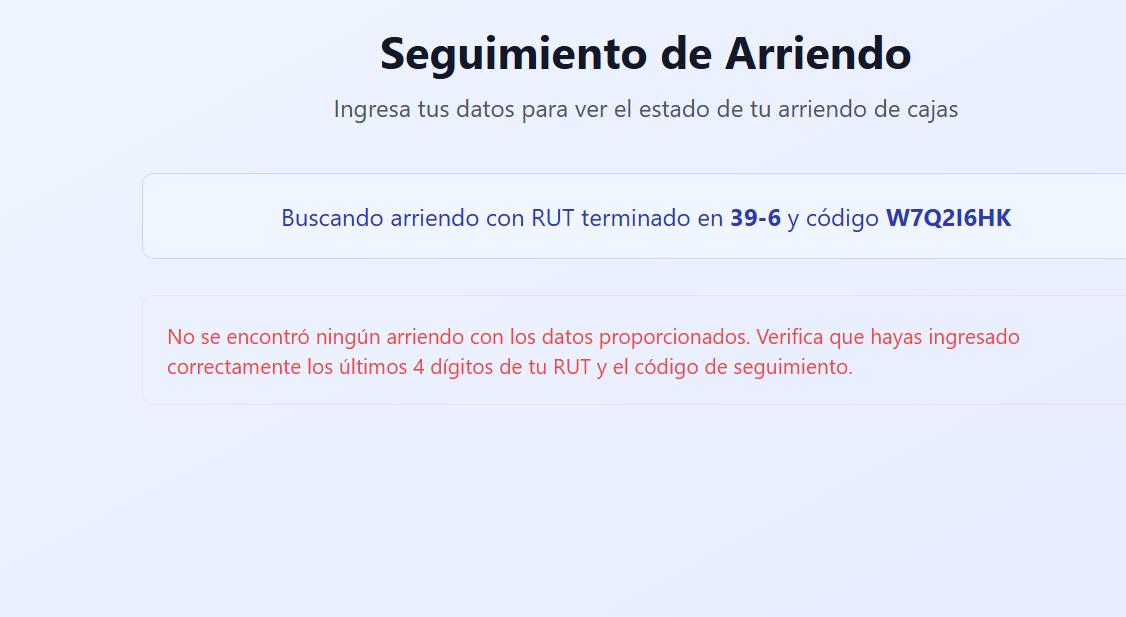 Seguimiento de Arriendo
Ingresa tus datos para ver el estado de tu arriendo de cajas
Buscando arriendo con RUT terminado en 39-6 y código W7Q2I6HK
No se encontró ningún arriendo con los datos proporcionados. Verifica que hayas ingresado
correctamente los últimos 4 dígitos de tu RUT y el código de seguimiento.